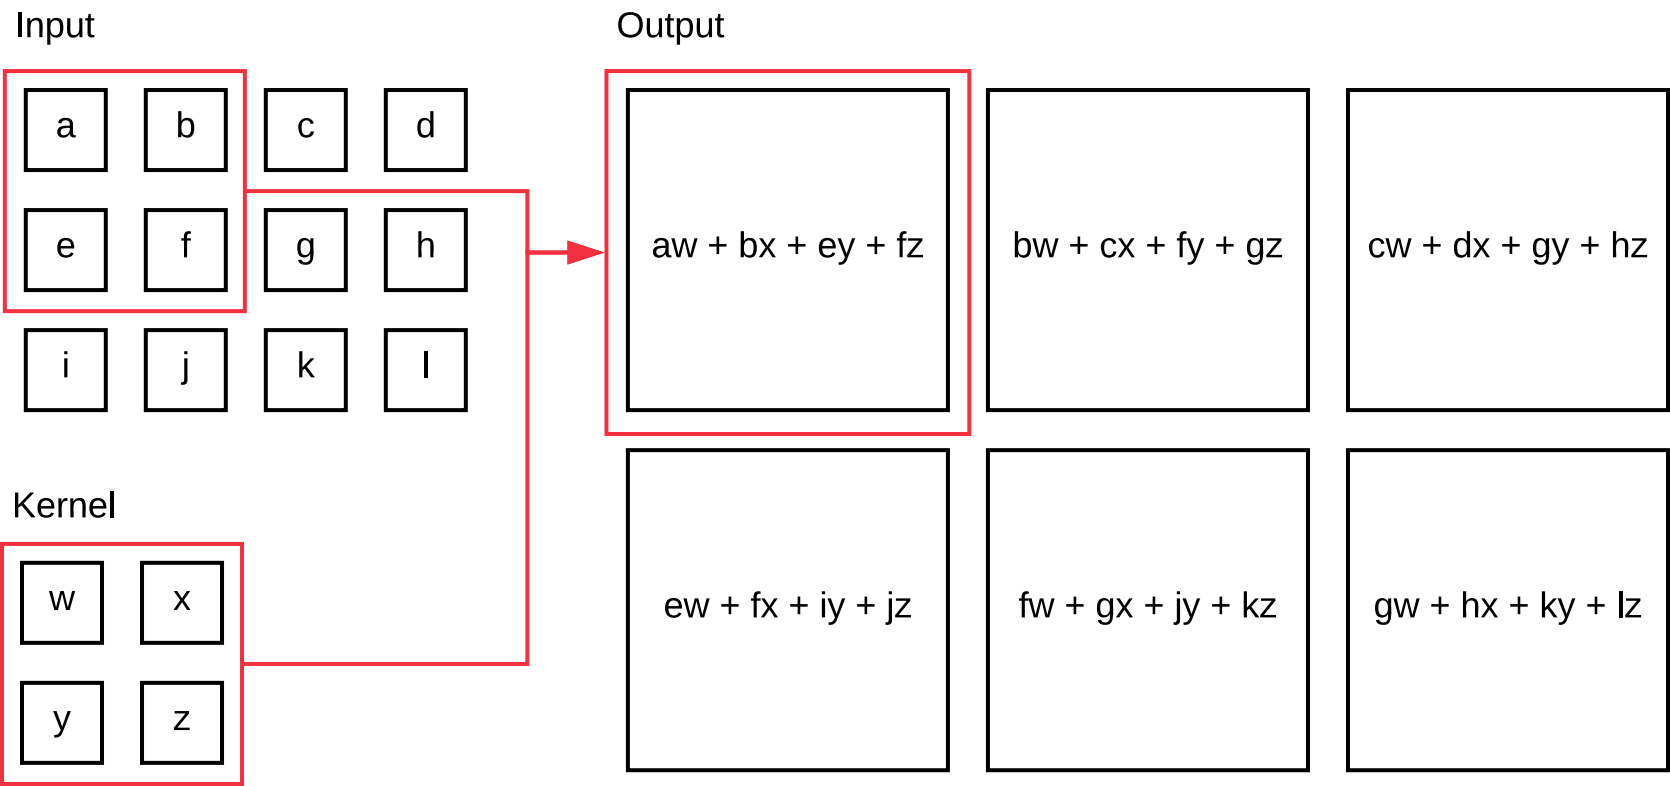 Input
a b c d
e f g h
i j k l
Kernel
w x
y z
Output
aw + bx + ey + fz
bw + cx + fy + gz
cw + dx + gy + hz
ew + fx + iy + jz
fw + gx + jy + kz
gw + hx + ky + lz